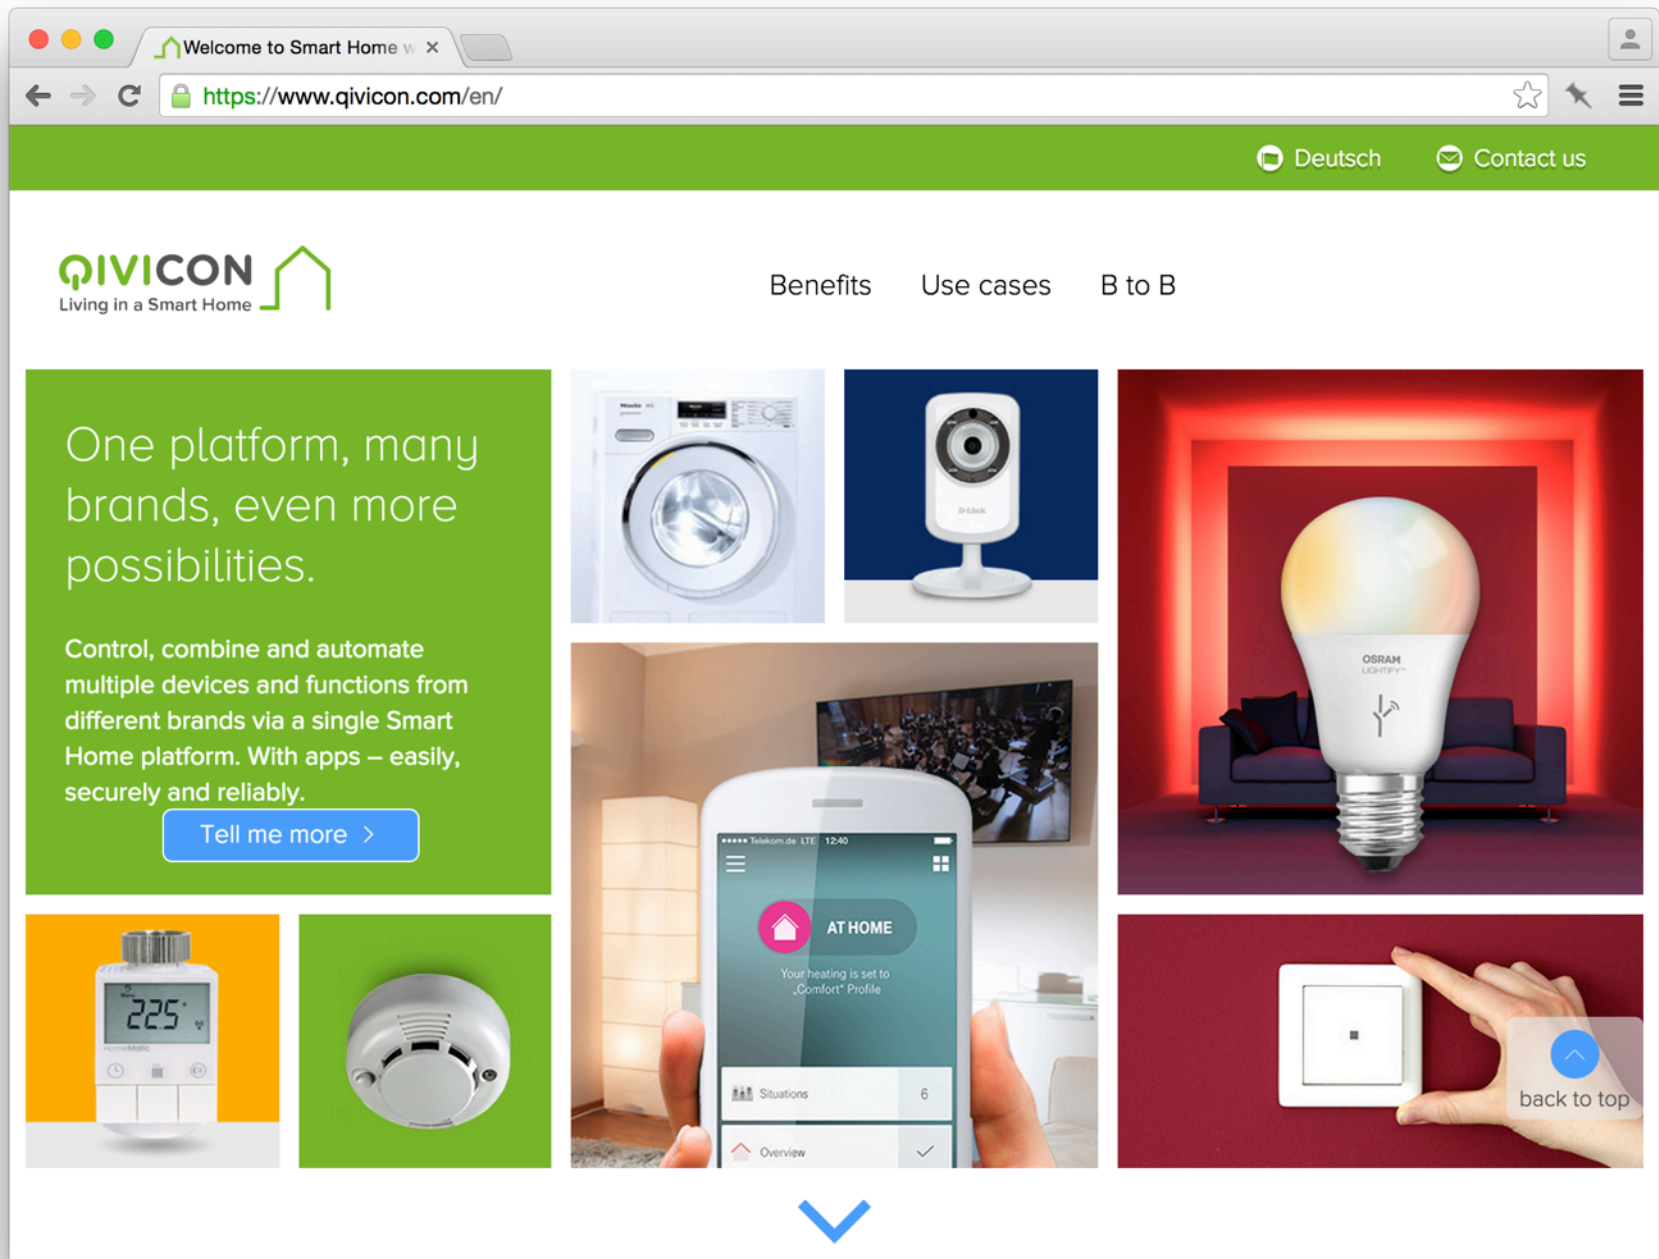 Welcome to Smart Home w
https://www.qivicon.com/en/
Deutsch
Contact us
QIVICON
Living in a Smart Home
Benefits
Use cases
B to B
One platform, many
brands, even more
possibilities.
Control, combine and automate
multiple devices and functions from
different brands via a single Smart
Home platform. With apps – easily,
securely and reliably.
Tell me more
Miele
D-Link
OSRAM
LIGHTIFY™
Telekom.de LTE 12:40
AT HOME
Your heating is set to
„Comfort“ Profile
Situations 6
Overview
22.5°
HomeMatic
back to top